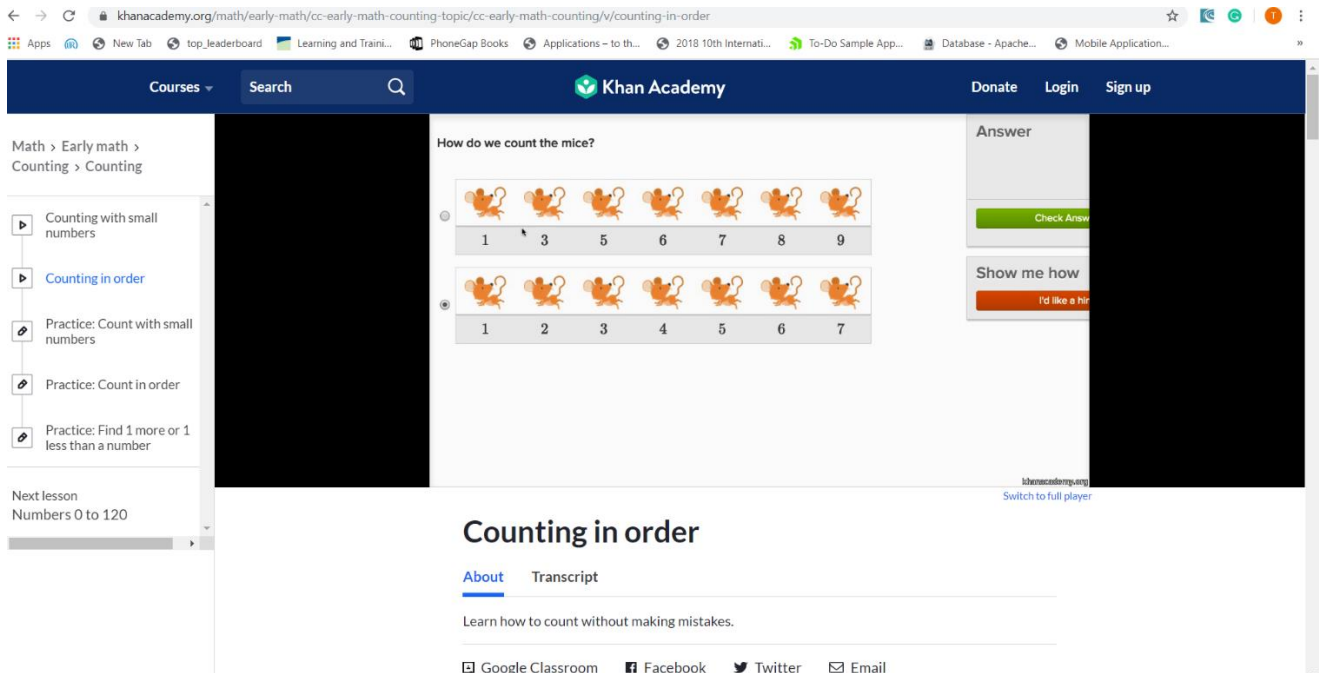 khanacademy.org/math/early-math/cc-early-math-counting-topic/cc-early-math-counting/v/counting-in-order
T
Apps New Tab top_leaderboard Learning and Traini... PhoneGap Books Applications – to th... 2018 10th Internati... To-Do Sample App... Database - Apache... Mobile Application... »
Courses Search Khan Academy Donate Login Sign up
Math > Early math >
Counting > Counting
Counting with small
numbers
Counting in order
Practice: Count with small
numbers
Practice: Count in order
Practice: Find 1 more or 1
less than a number
Next lesson
Numbers 0 to 120
How do we count the mice?
1 3 5 6 7 8 9
1 2 3 4 5 6 7
Answer
Check Answ
Show me how
I'd like a hin
khanacademy.org
Switch to full player
Counting in order
About Transcript
Learn how to count without making mistakes.
Google Classroom Facebook Twitter Email